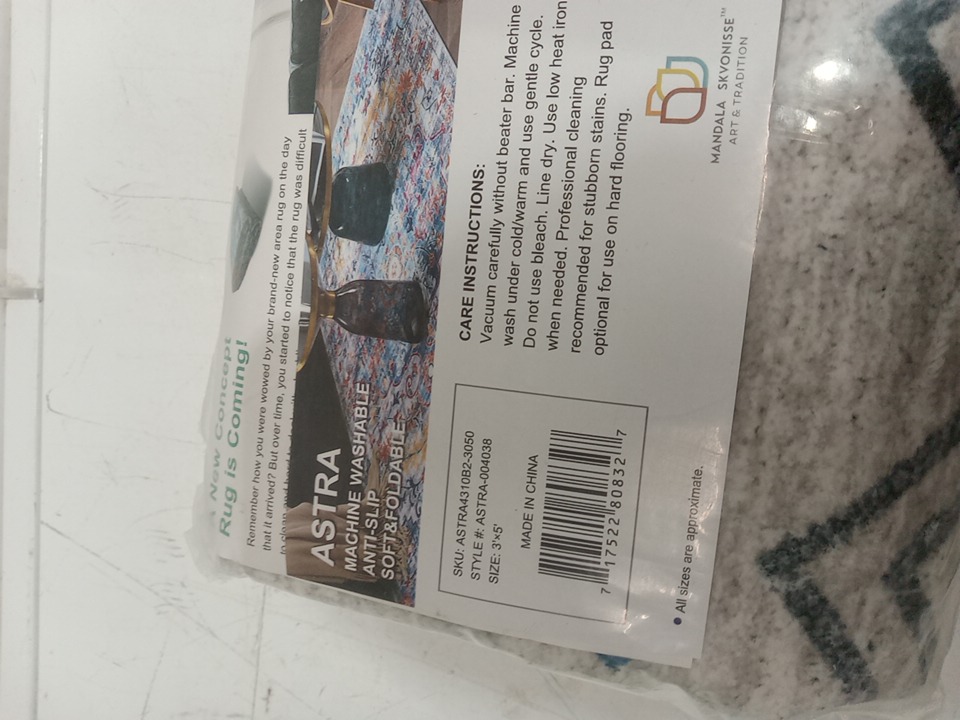 A New Concept
Rug is Coming!
Remember how you were wowed by your brand-new area rug on the day
that it arrived? But over time, you started to notice that the rug was difficult
to clean and
ASTRA
MACHINE WASHABLE
ANTI-SLIP
SOFT&FOLDABLE
CARE INSTRUCTIONS:
Vacuum carefully without beater bar. Machine
wash under cold/warm and use gentle cycle.
Do not use bleach. Line dry. Use low heat iron
when needed. Professional cleaning
recommended for stubborn stains. Rug pad
optional for use on hard flooring.
SKU: ASTRA4310B2-3050
STYLE #: ASTRA-004038
SIZE: 3'×5'
MADE IN CHINA
7 17522 80832 7
• All sizes are approximate.
MANDALA SKVONISSE™
ART & TRADITION